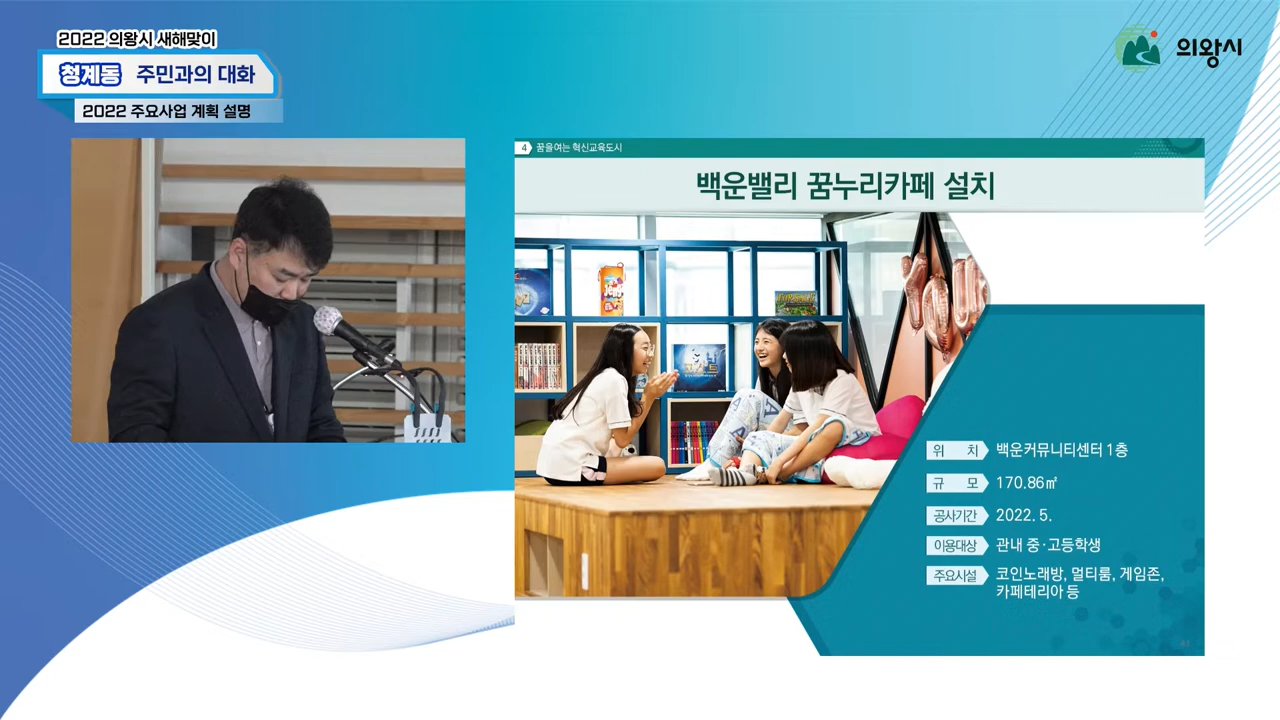 2022 의왕시 새해맞이
청계동 주민과의 대화
2022 주요사업 계획 설명
의왕시
4 꿈을여는 혁신교육도시
백운밸리 꿈누리카페 설치
위 치 백운커뮤니티센터 1층
규 모 170.86㎡
공사기간 2022. 5.
이용대상 관내 중·고등학생
주요시설 코인노래방, 멀티룸, 게임존,
카페테리아 등